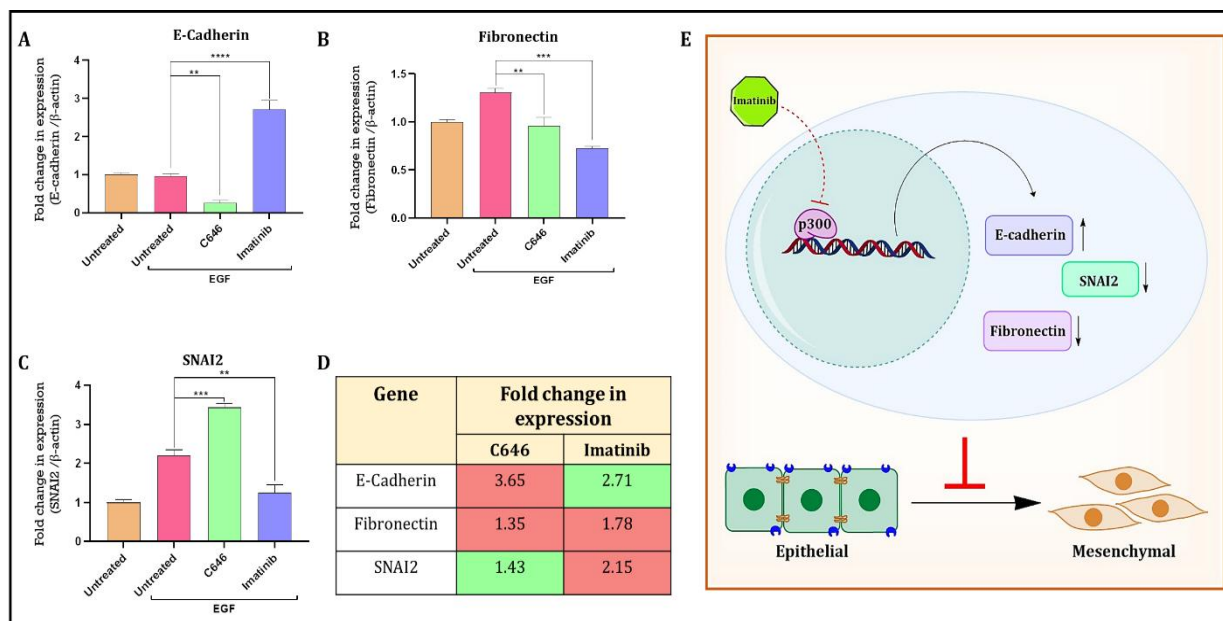 A
E-Cadherin
Fold change in expression
(E-cadherin /β-actin)
4
3
2
1
0
**
****
Untreated
Untreated
C646
Imatinib
EGF
B
Fibronectin
Fold change in expression
(Fibronectin /β-actin)
1.5
1.0
0.5
0.0
**
***
Untreated
Untreated
C646
Imatinib
EGF
C
SNAI2
Fold change in expression
(SNAI2 /β-actin)
4
3
2
1
0
***
**
Untreated
Untreated
C646
Imatinib
EGF
D
Gene
Fold change in
expression
C646 Imatinib
E-Cadherin 3.65 2.71
Fibronectin 1.35 1.78
SNAI2 1.43 2.15
E
Imatinib
p300
E-cadherin
SNAI2
Fibronectin
Epithelial
Mesenchymal